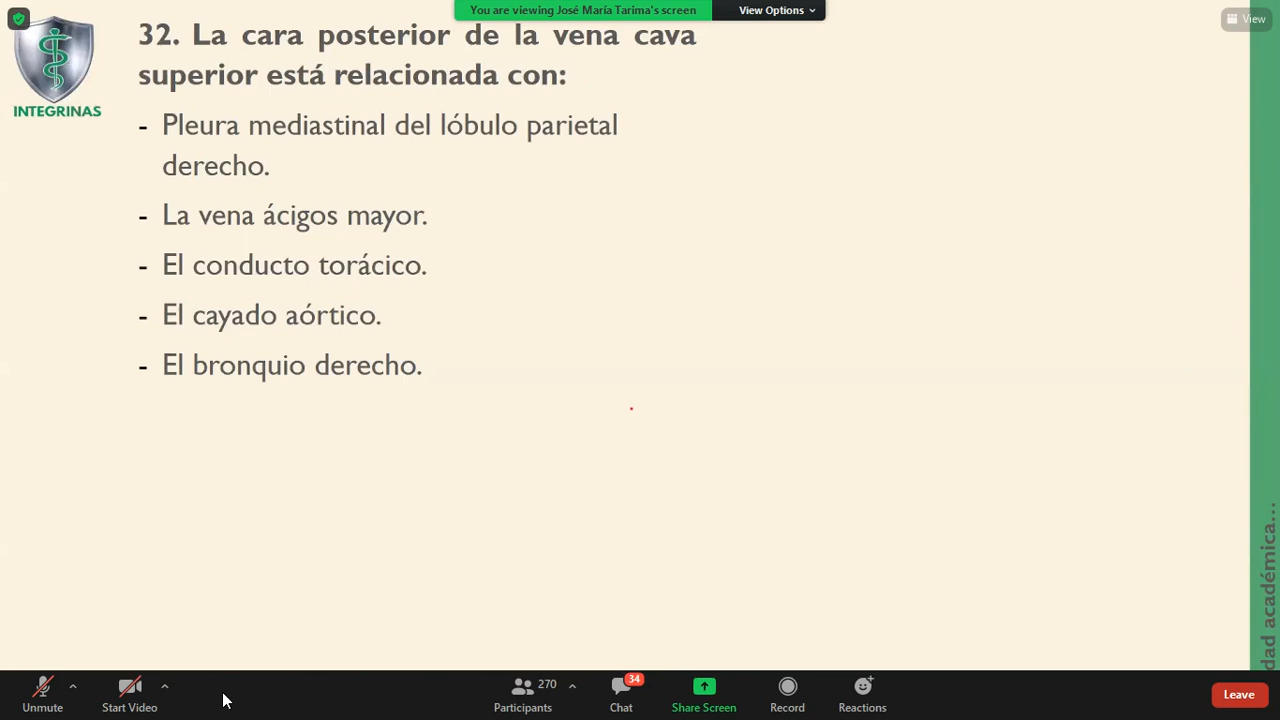 You are viewing José María Tarima's screen
View Options
View
INTEGRINAS
32. La cara posterior de la vena cava
superior está relacionada con:
- Pleura mediastinal del lóbulo parietal
derecho.
- La vena ácigos mayor.
- El conducto torácico.
- El cayado aórtico.
- El bronquio derecho.
dad académica...
Unmute
Start Video
270
Participants
34
Chat
Share Screen
Record
Reactions
Leave